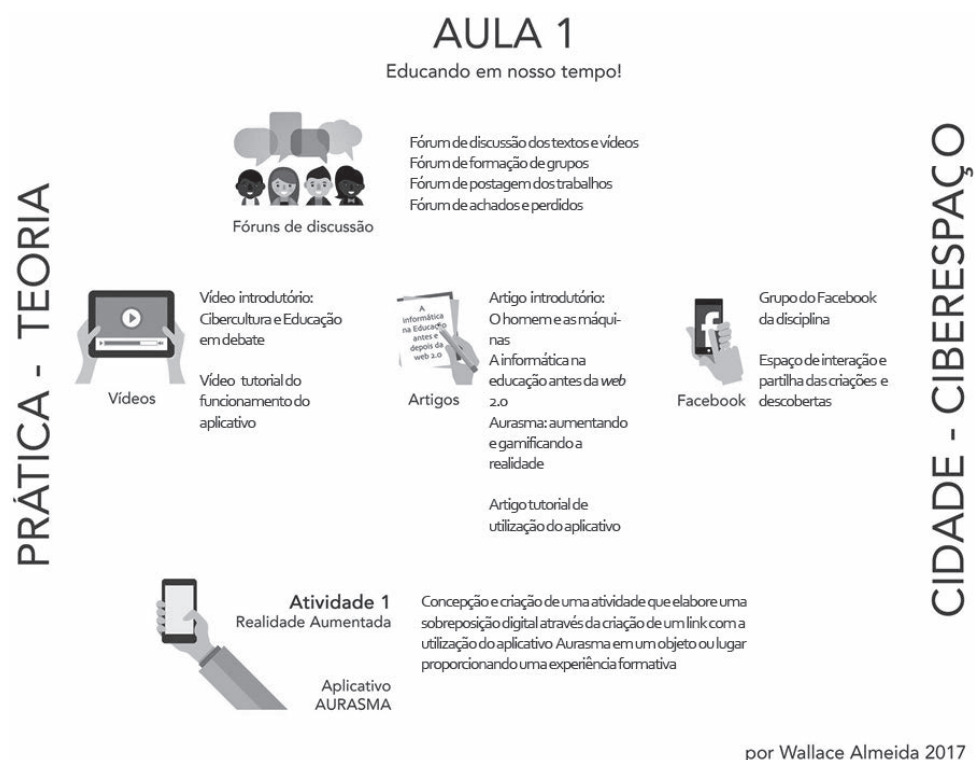 AULA 1
Educando em nosso tempo!
PRÁTICA - TEORIA
Fóruns de discussão
Fórum de discussão dos textos e vídeos
Fórum de formação de grupos
Fórum de postagem dos trabalhos
Fórum de achados e perdidos
Vídeos
Vídeo introdutório:
Cibercultura e Educação
em debate
Vídeo tutorial do
funcionamento do
aplicativo
A
informática
na Educação
antes e
depois da
web 2.0
Artigos
Artigo introdutório:
O homem e as máqui-
nas
A informática na
educação antes da web
2.0
Aurasma: aumentando
e gamificando a
realidade
Artigo tutorial de
utilização do aplicativo
f
Facebook
Grupo do Facebook
da disciplina
Espaço de interação e
partilha das criações e
descobertas
CIDADE - CIBERESPAÇO
Atividade 1
Realidade Aumentada
Aplicativo
AURASMA
Concepção e criação de uma atividade que elabore uma
sobreposição digital através da criação de um link com a
utilização do aplicativo Aurasma em um objeto ou lugar
proporcionando uma experiência formativa
por Wallace Almeida 2017